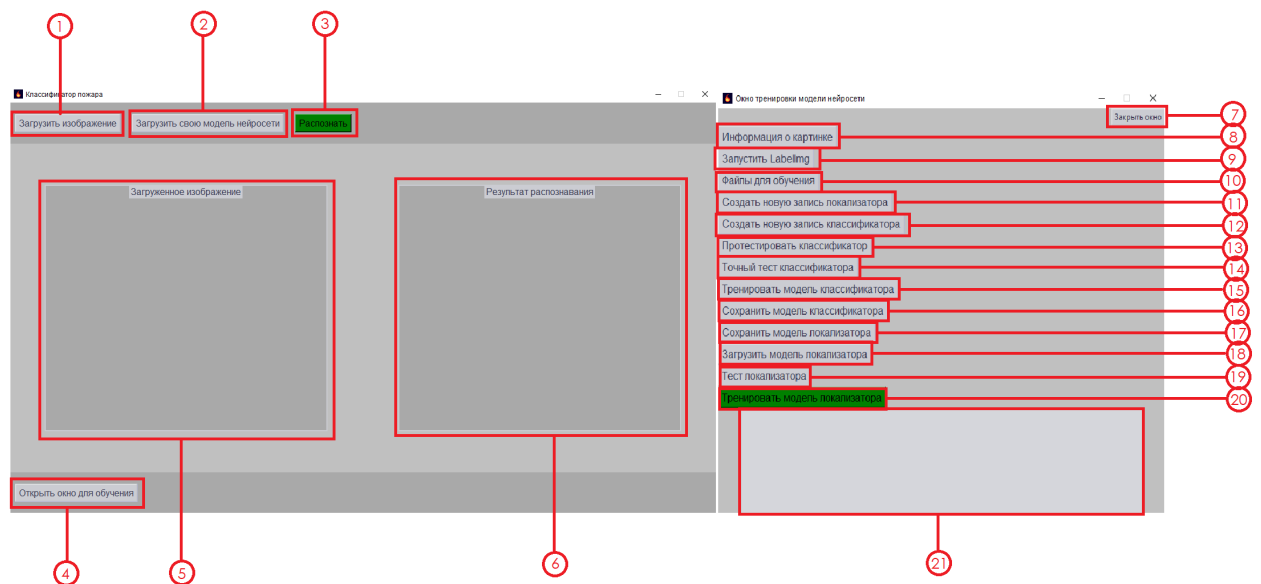 1
2
3
Классификатор пожара
Загрузить изображение
Загрузить свою модель нейросети
Распознать
Загруженное изображение
Результат распознавания
Открыть окно для обучения
4
5
6
Окно тренировки модели нейросети
Закрыть окно
7
Информация о картинке
8
Запустить LabelImg
9
Файлы для обучения
10
Создать новую запись локализатора
11
Создать новую запись классификатора
12
Протестировать классификатор
13
Точный тест классификатора
14
Тренировать модель классификатора
15
Сохранить модель классификатора
16
Сохранить модель локализатора
17
Загрузить модель локализатора
18
Тест локализатора
19
Тренировать модель локализатора
20
21